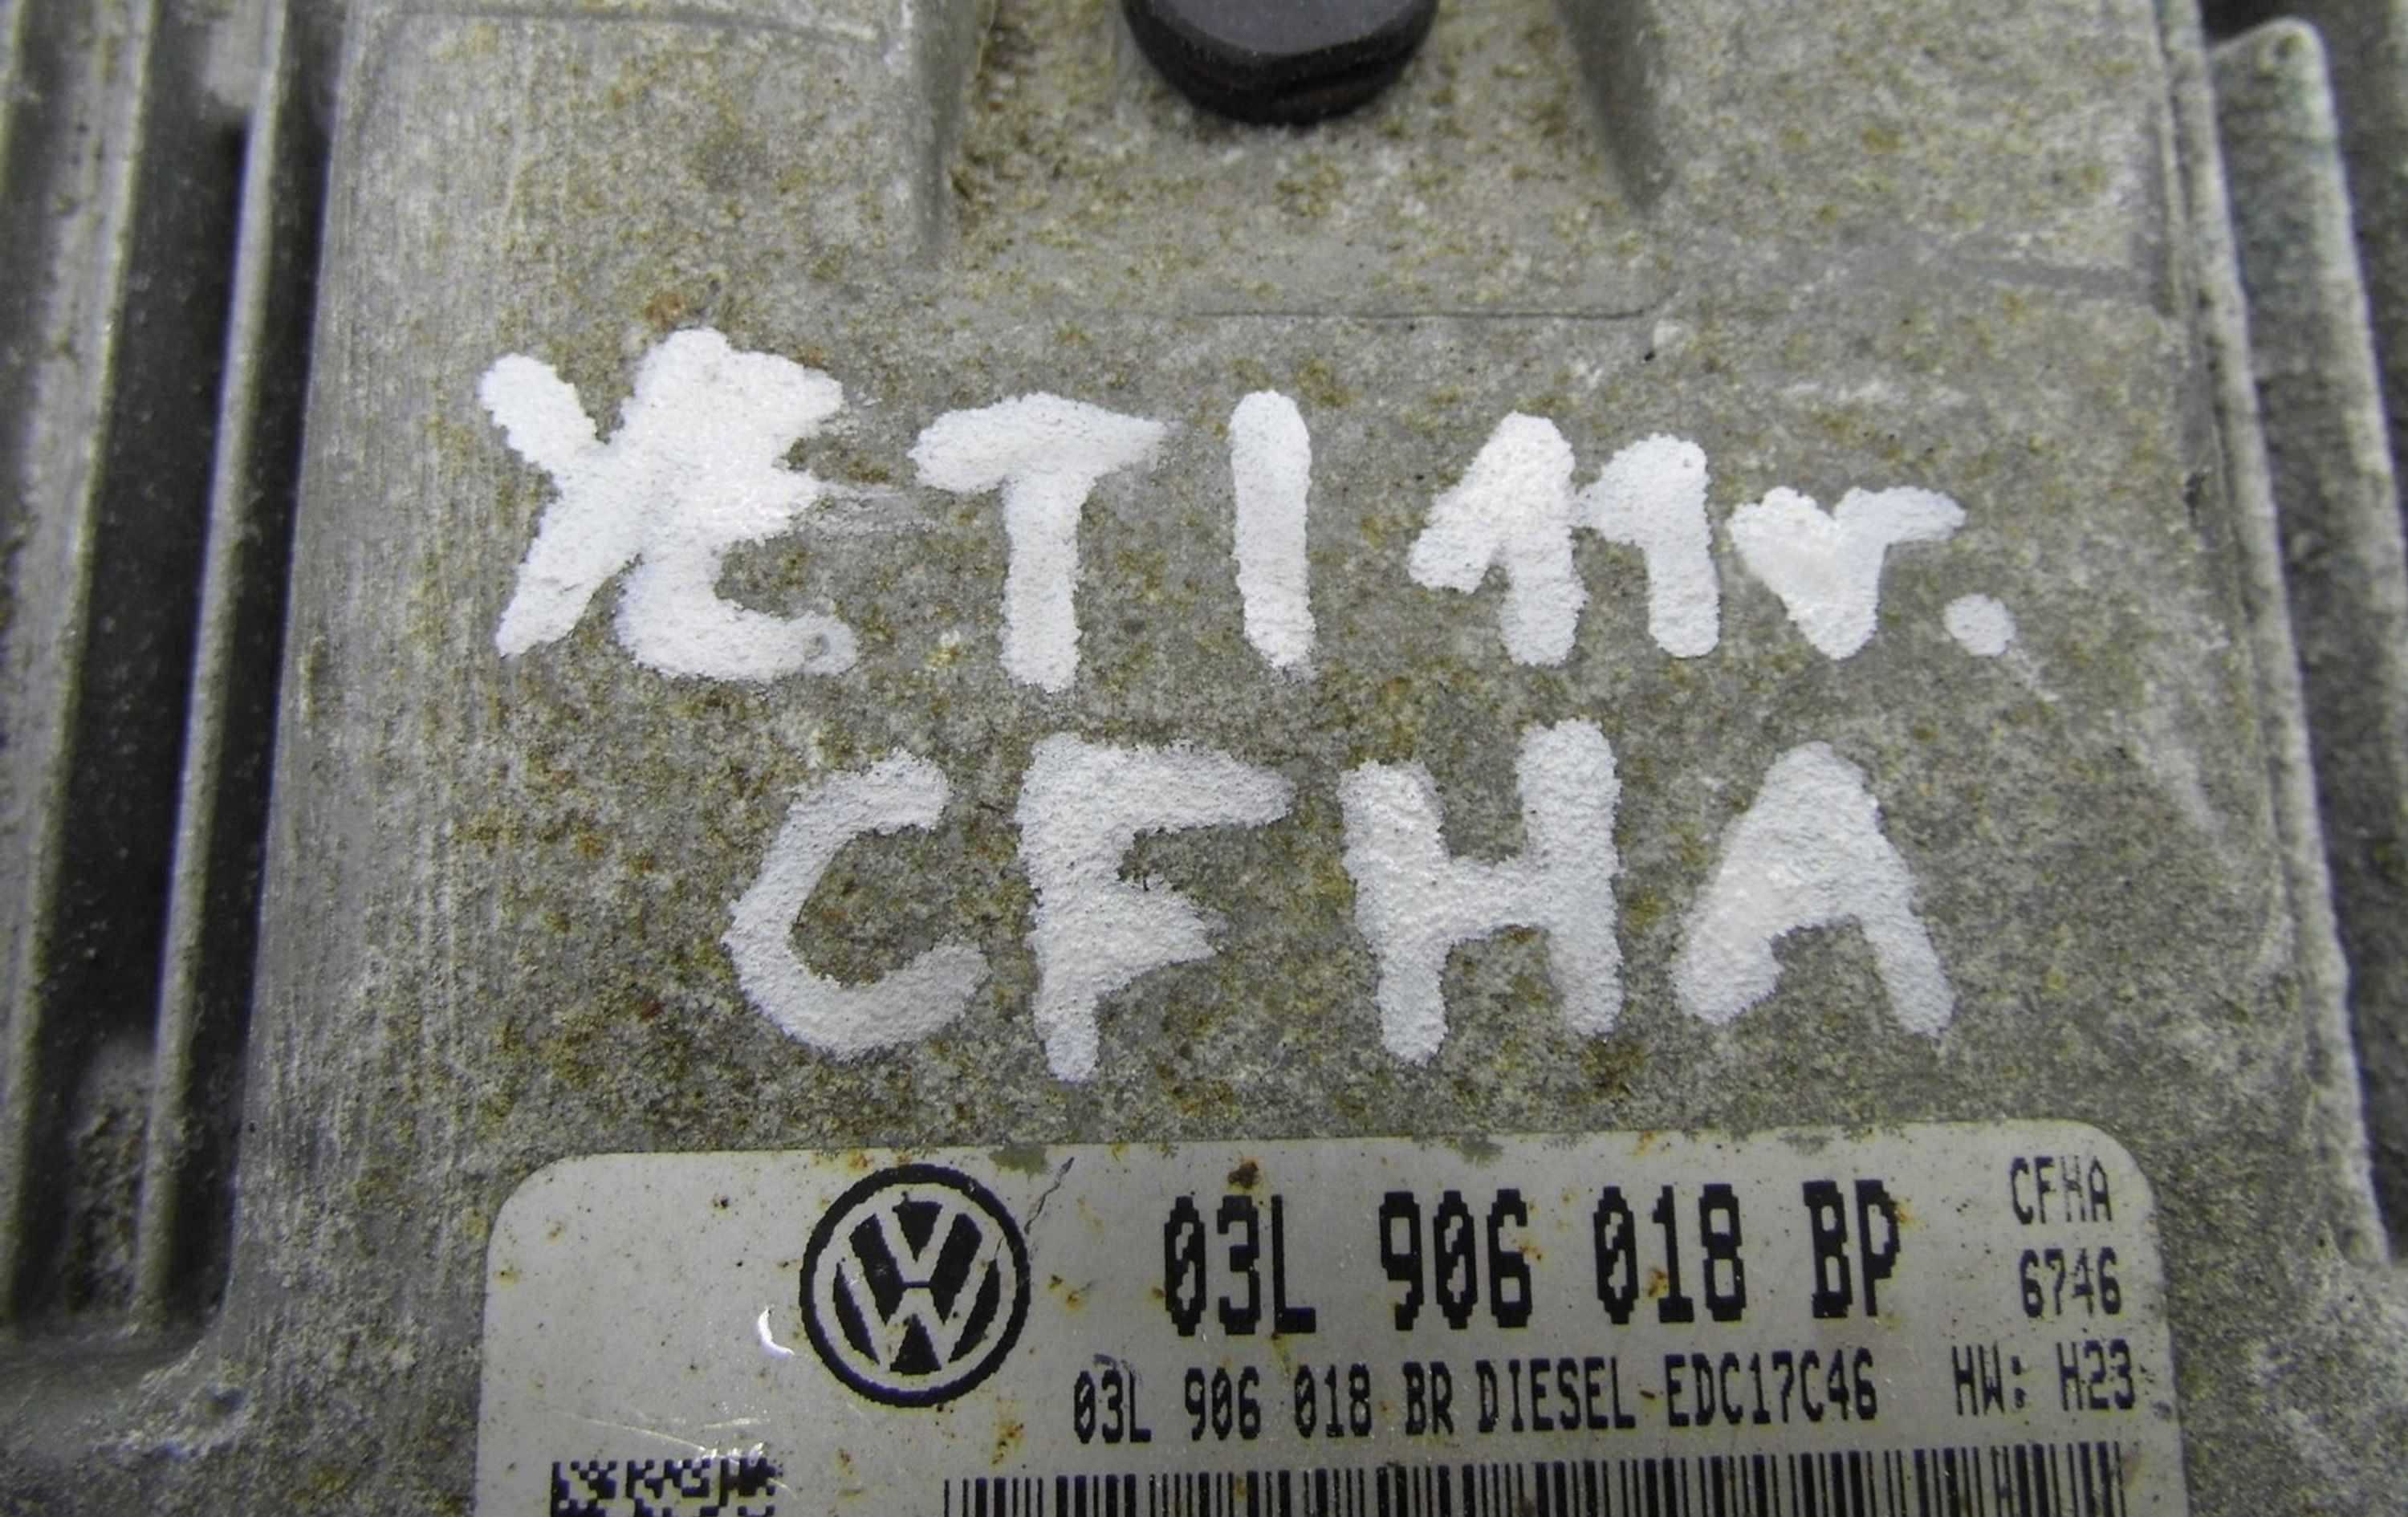 YETI 11r.
CFHA
03L 906 018 BP
CFHA
6746
03L 906 018 BR DIESEL EDC17C46
HW: H23